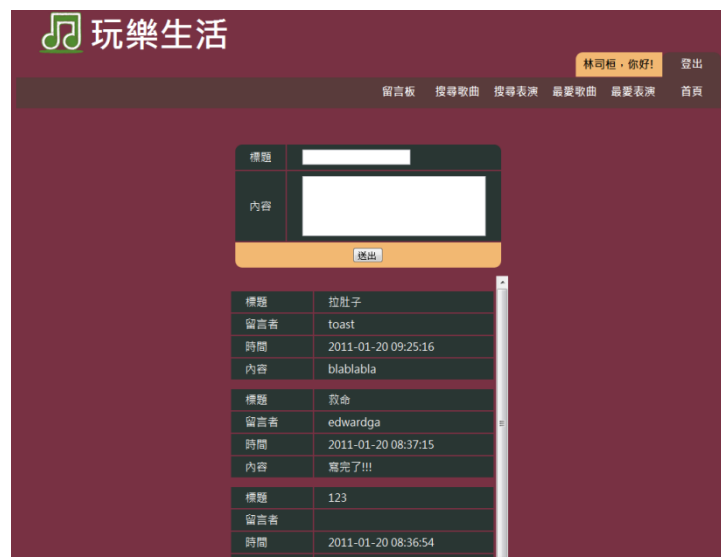 玩樂生活
林司桓，你好! 登出
留言板 搜尋歌曲 搜尋表演 最愛歌曲 最愛表演 首頁
標題
內容
送出
標題 拉肚子
留言者 toast
時間 2011-01-20 09:25:16
內容 blablabla
標題 救命
留言者 edwardga
時間 2011-01-20 08:37:15
內容 寫完了!!!
標題 123
留言者
時間 2011-01-20 08:36:54